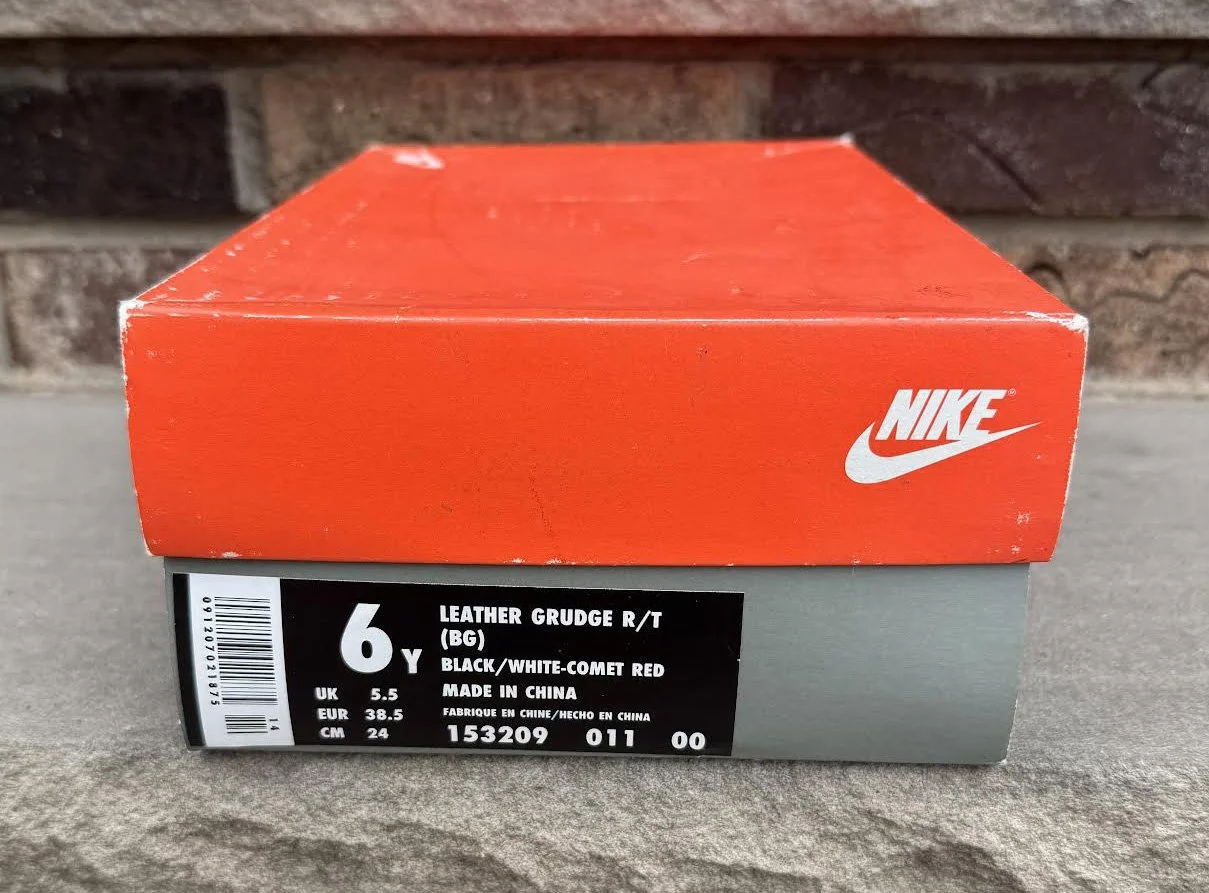 NIKE®
091207021875
14
6 Y
UK 5.5
EUR 38.5
CM 24
LEATHER GRUDGE R/T
(BG)
BLACK/WHITE-COMET RED
MADE IN CHINA
FABRIQUE EN CHINE/HECHO EN CHINA
153209 011 00